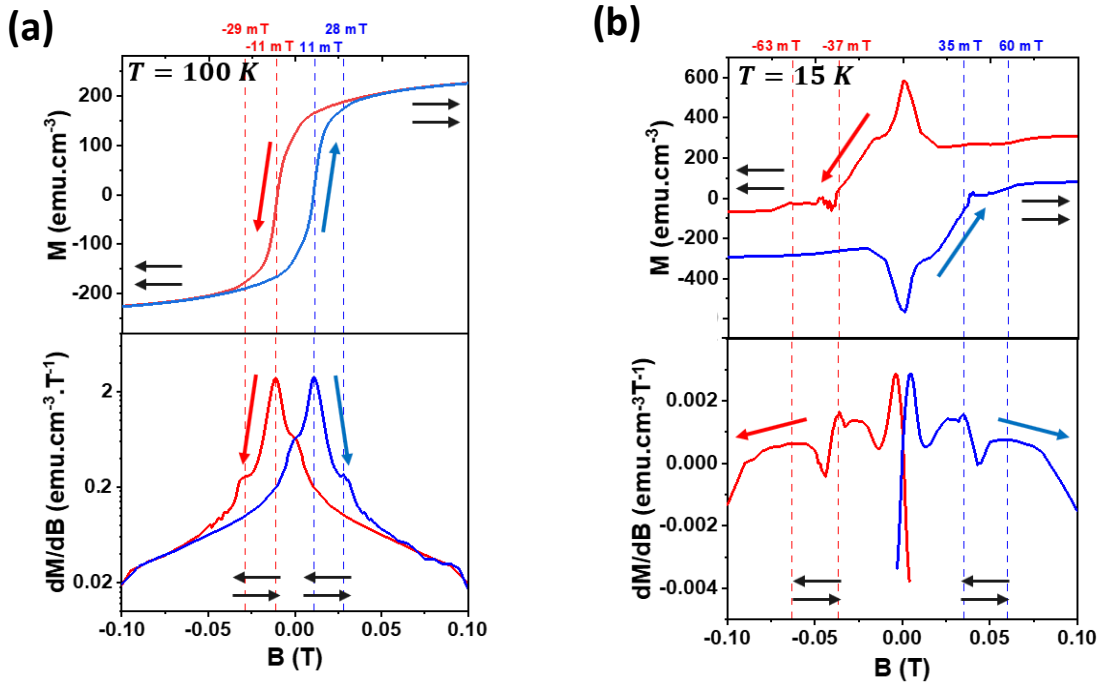 (a)
-29 mT
28 mT
-11 mT
11 mT
T = 100 K
200
100
0
-100
-200
M (emu.cm-3)
2
0.2
0.02
dM/dB (emu.cm-3.T-1)
-0.10
-0.05
0.00
0.05
0.10
B (T)
(b)
-63 mT
-37 mT
35 mT
60 mT
T = 15 K
600
400
200
0
-200
-400
M (emu.cm-3)
0.002
0.000
-0.002
-0.004
dM/dB (emu.cm-3T-1)
-0.10
-0.05
0.00
0.05
0.10
B (T)